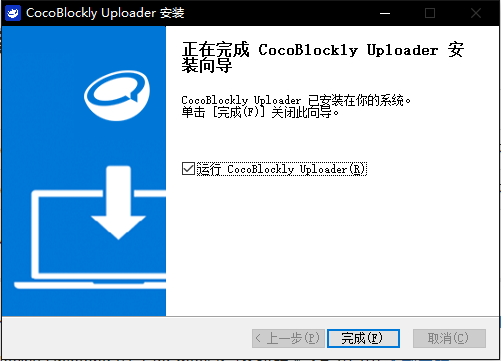 CocoBlockly Uploader 安装
正在完成 CocoBlockly Uploader 安
装向导
CocoBlockly Uploader 已安装在你的系统。
单击 [完成(F)] 关闭此向导。
运行 CocoBlockly Uploader(R)
< 上一步(P)
完成(F)
取消(C)